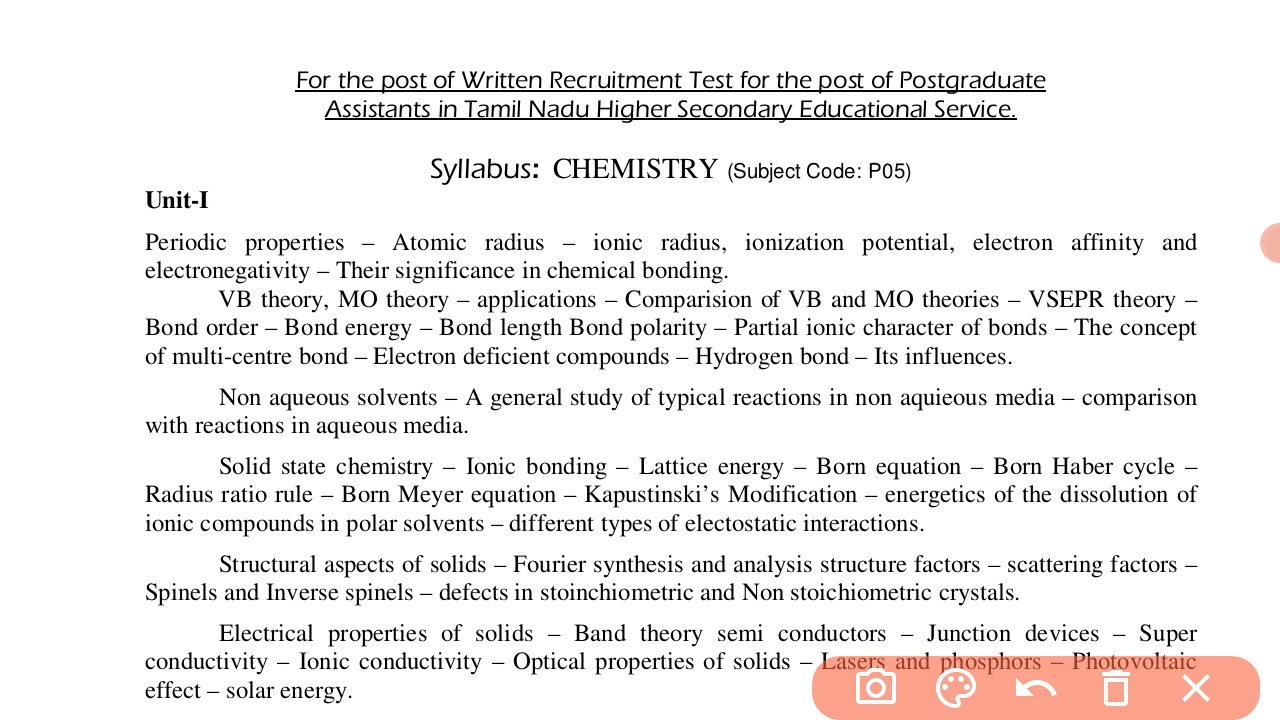 For the post of Written Recruitment Test for the post of Postgraduate
Assistants in Tamil Nadu Higher Secondary Educational Service.
Syllabus: CHEMISTRY (Subject Code: P05)
Unit-I
Periodic properties – Atomic radius – ionic radius, ionization potential, electron affinity and
electronegativity – Their significance in chemical bonding.
VB theory, MO theory – applications – Comparision of VB and MO theories – VSEPR theory –
Bond order – Bond energy – Bond length Bond polarity – Partial ionic character of bonds – The concept
of multi-centre bond – Electron deficient compounds – Hydrogen bond – Its influences.
Non aqueous solvents – A general study of typical reactions in non aquieous media – comparison
with reactions in aqueous media.
Solid state chemistry – Ionic bonding – Lattice energy – Born equation – Born Haber cycle –
Radius ratio rule – Born Meyer equation – Kapustinski’s Modification – energetics of the dissolution of
ionic compounds in polar solvents – different types of electostatic interactions.
Structural aspects of solids – Fourier synthesis and analysis structure factors – scattering factors –
Spinels and Inverse spinels – defects in stoinchiometric and Non stoichiometric crystals.
Electrical properties of solids – Band theory semi conductors – Junction devices – Super
conductivity – Ionic conductivity – Optical properties of solids – Lasers and phosphors – Photovoltaic
effect – solar energy.